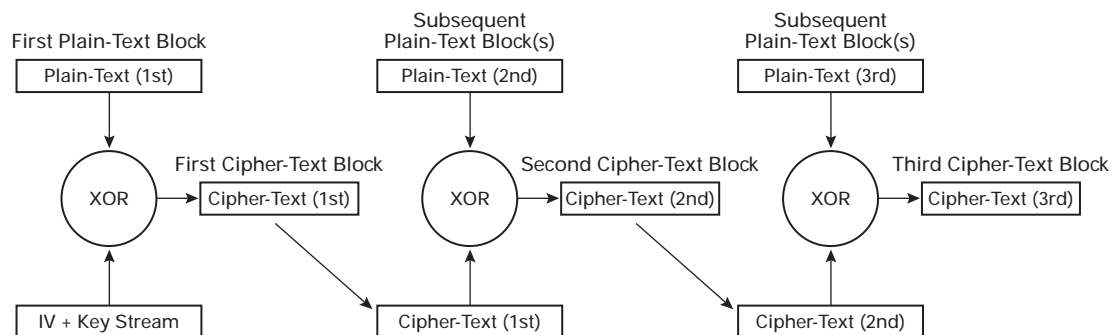 First Plain-Text Block
Plain-Text (1st)
XOR
IV + Key Stream
First Cipher-Text Block
Cipher-Text (1st)
Subsequent
Plain-Text Block(s)
Plain-Text (2nd)
XOR
Cipher-Text (1st)
Second Cipher-Text Block
Cipher-Text (2nd)
Subsequent
Plain-Text Block(s)
Plain-Text (3rd)
XOR
Cipher-Text (2nd)
Third Cipher-Text Block
Cipher-Text (3rd)